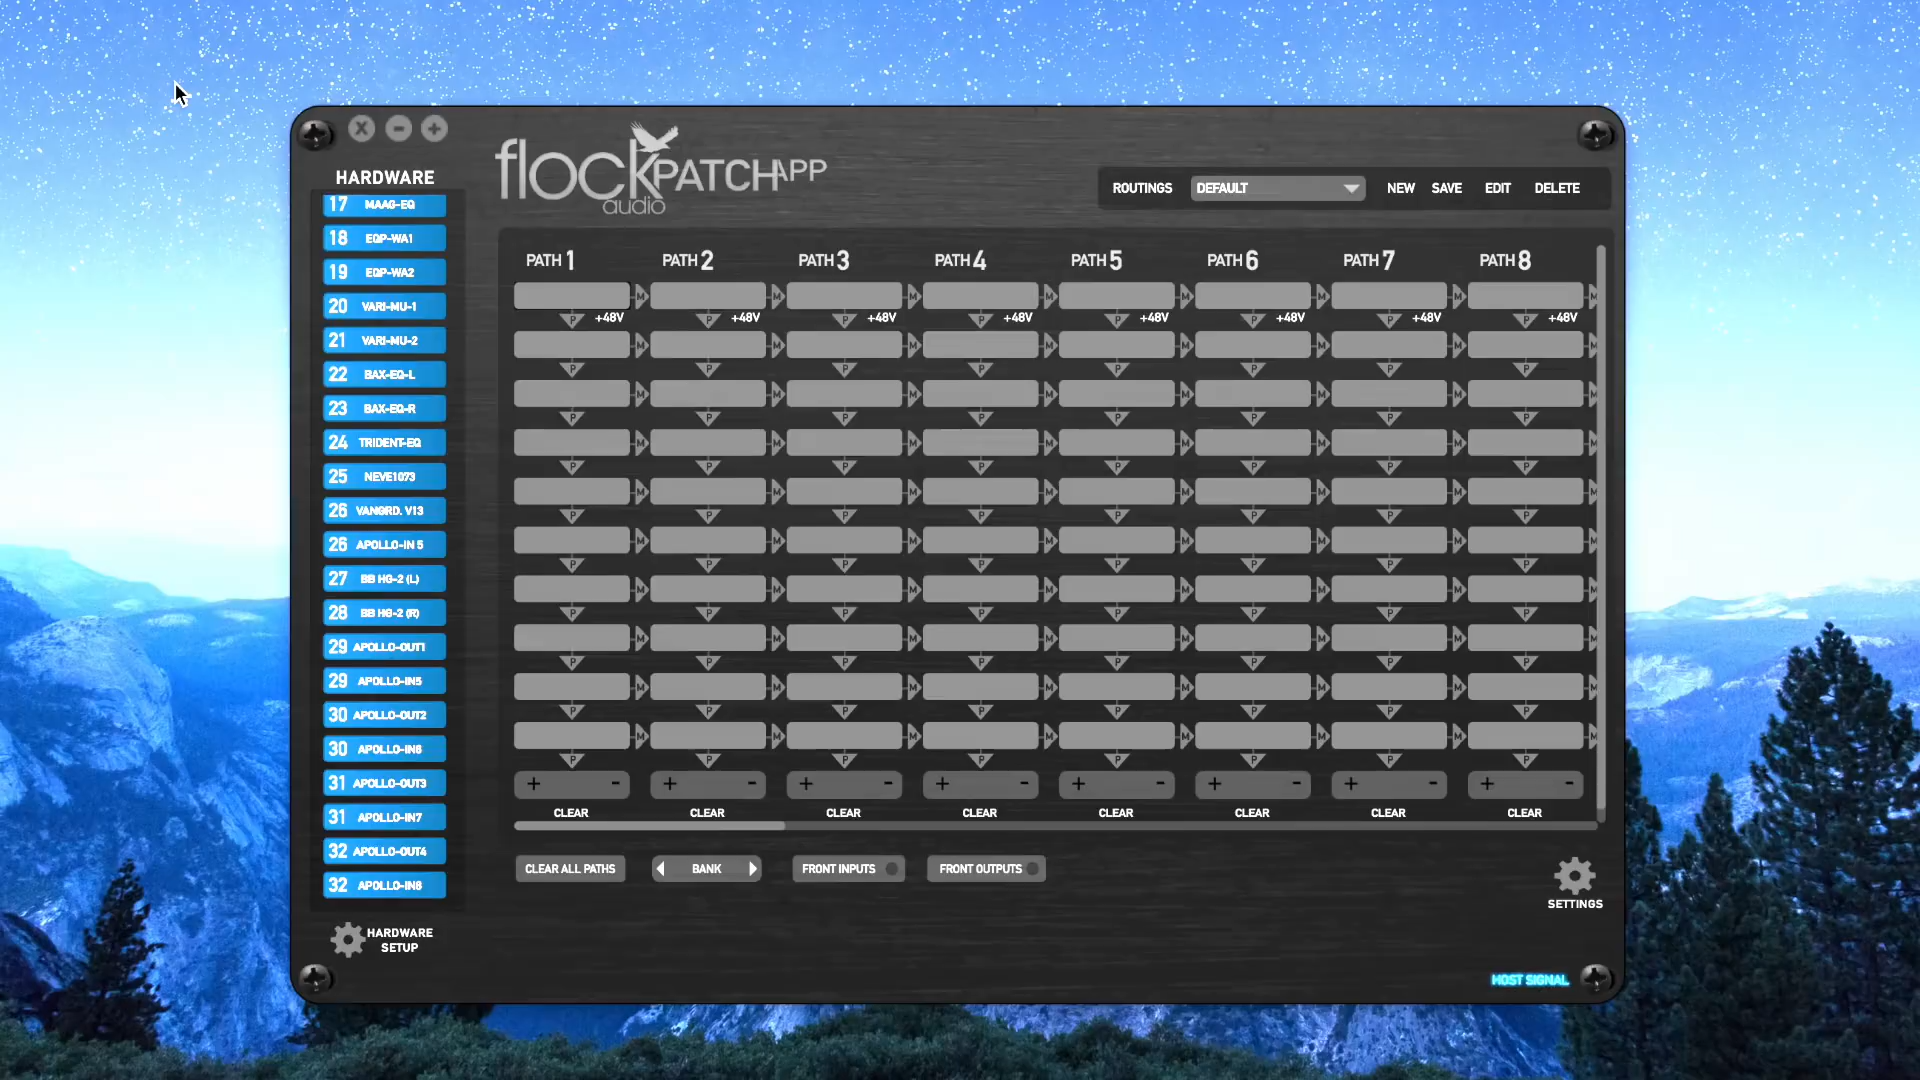 HARDWARE
17 MAAG-EQ
18 EQP-WA1
19 EQP-WA2
20 VARI-MU-1
21 VARI-MU-2
22 BAX-EQ-L
23 BAX-EQ-R
24 TRIDENT-EQ
25 NEVE1073
26 VANGRD. V13
26 APOLLO-IN 5
27 BB HG-2 (L)
28 BB HG-2 (R)
29 APOLLO-OUT1
29 APOLLO-IN5
30 APOLLO-OUT2
30 APOLLO-IN6
31 APOLLO-OUT3
31 APOLLO-IN7
32 APOLLO-OUT4
32 APOLLO-IN8
HARDWARE
SETUP
flock PATCH APP
audio
ROUTINGS DEFAULT NEW SAVE EDIT DELETE
PATH 1 PATH 2 PATH 3 PATH 4 PATH 5 PATH 6 PATH 7 PATH 8
M M M M M M M M
P +48V P +48V P +48V P +48V P +48V P +48V P +48V P +48V
M M M M M M M M
P P P P P P P P
M M M M M M M M
P P P P P P P P
M M M M M M M M
P P P P P P P P
M M M M M M M M
P P P P P P P P
M M M M M M M M
P P P P P P P P
M M M M M M M M
P P P P P P P P
M M M M M M M M
P P P P P P P P
M M M M M M M M
P P P P P P P P
M M M M M M M M
P P P P P P P P
+ - + - + - + - + - + - + - + -
CLEAR CLEAR CLEAR CLEAR CLEAR CLEAR CLEAR CLEAR
CLEAR ALL PATHS BANK FRONT INPUTS FRONT OUTPUTS
SETTINGS
HOST SIGNAL